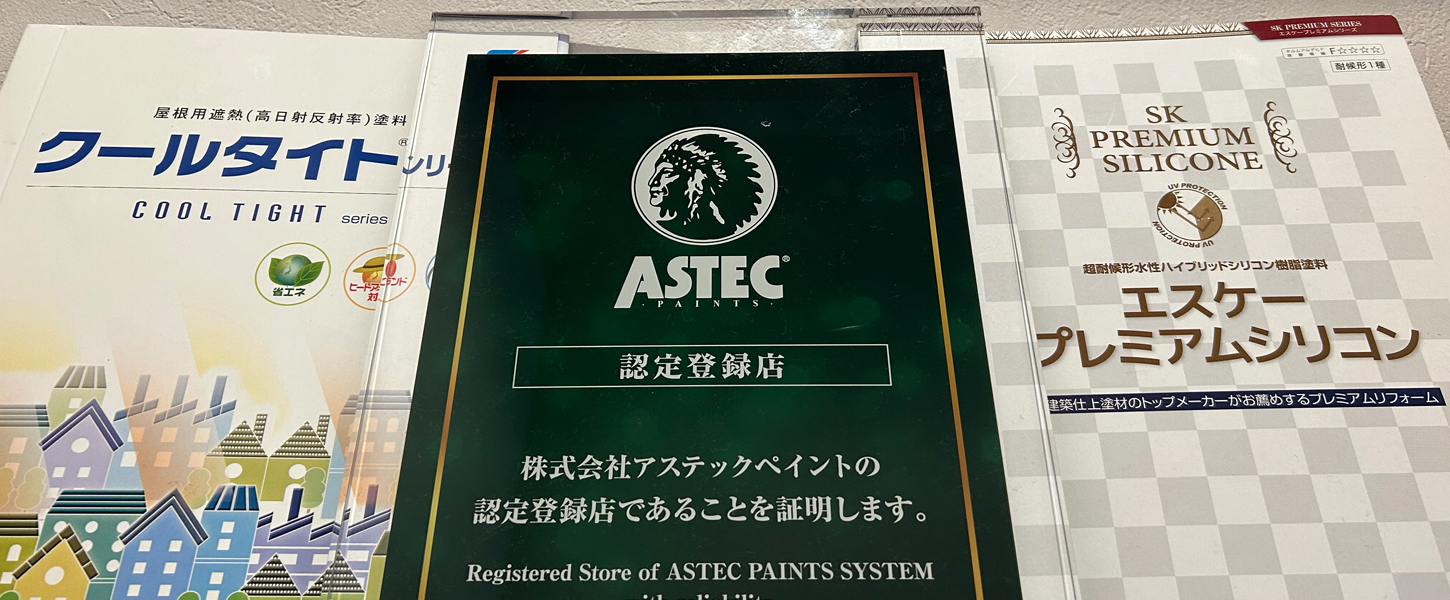 屋根用遮熱(高日射反射率)塗料
クールタイト®
シリ
COOL TIGHT series
省エネ
対
ASTEC®
PAINTS
認定登録店
株式会社アステックペイントの
認定登録店であることを証明します。
Registered Store of ASTEC PAINTS SYSTEM
SK PREMIUM SERIES
エスケープレミアムシリーズ
F☆☆☆☆
耐候形1種
SK
PREMIUM
SILICONE
UV PROTECTION
UV PROTECTION
超耐候形水性ハイブリッドシリコン樹脂塗料
エスケー
プレミアムシリコン
建築仕上塗材のトップメーカーがお薦めするプレミアムリフォーム